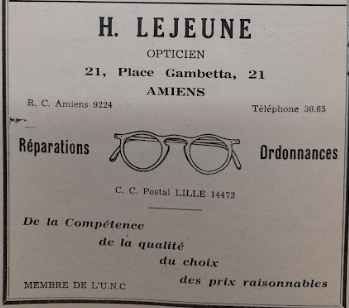 H. LEJEUNE
OPTICIEN
21, Place Gambetta, 21
AMIENS
R. C. Amiens 9224
Téléphone 30.65
Réparations
Ordonnances
C. C. Postal LILLE 14472
De la Compétence
de la qualité
du choix
des prix raisonnables
MEMBRE DE L'U.N.C